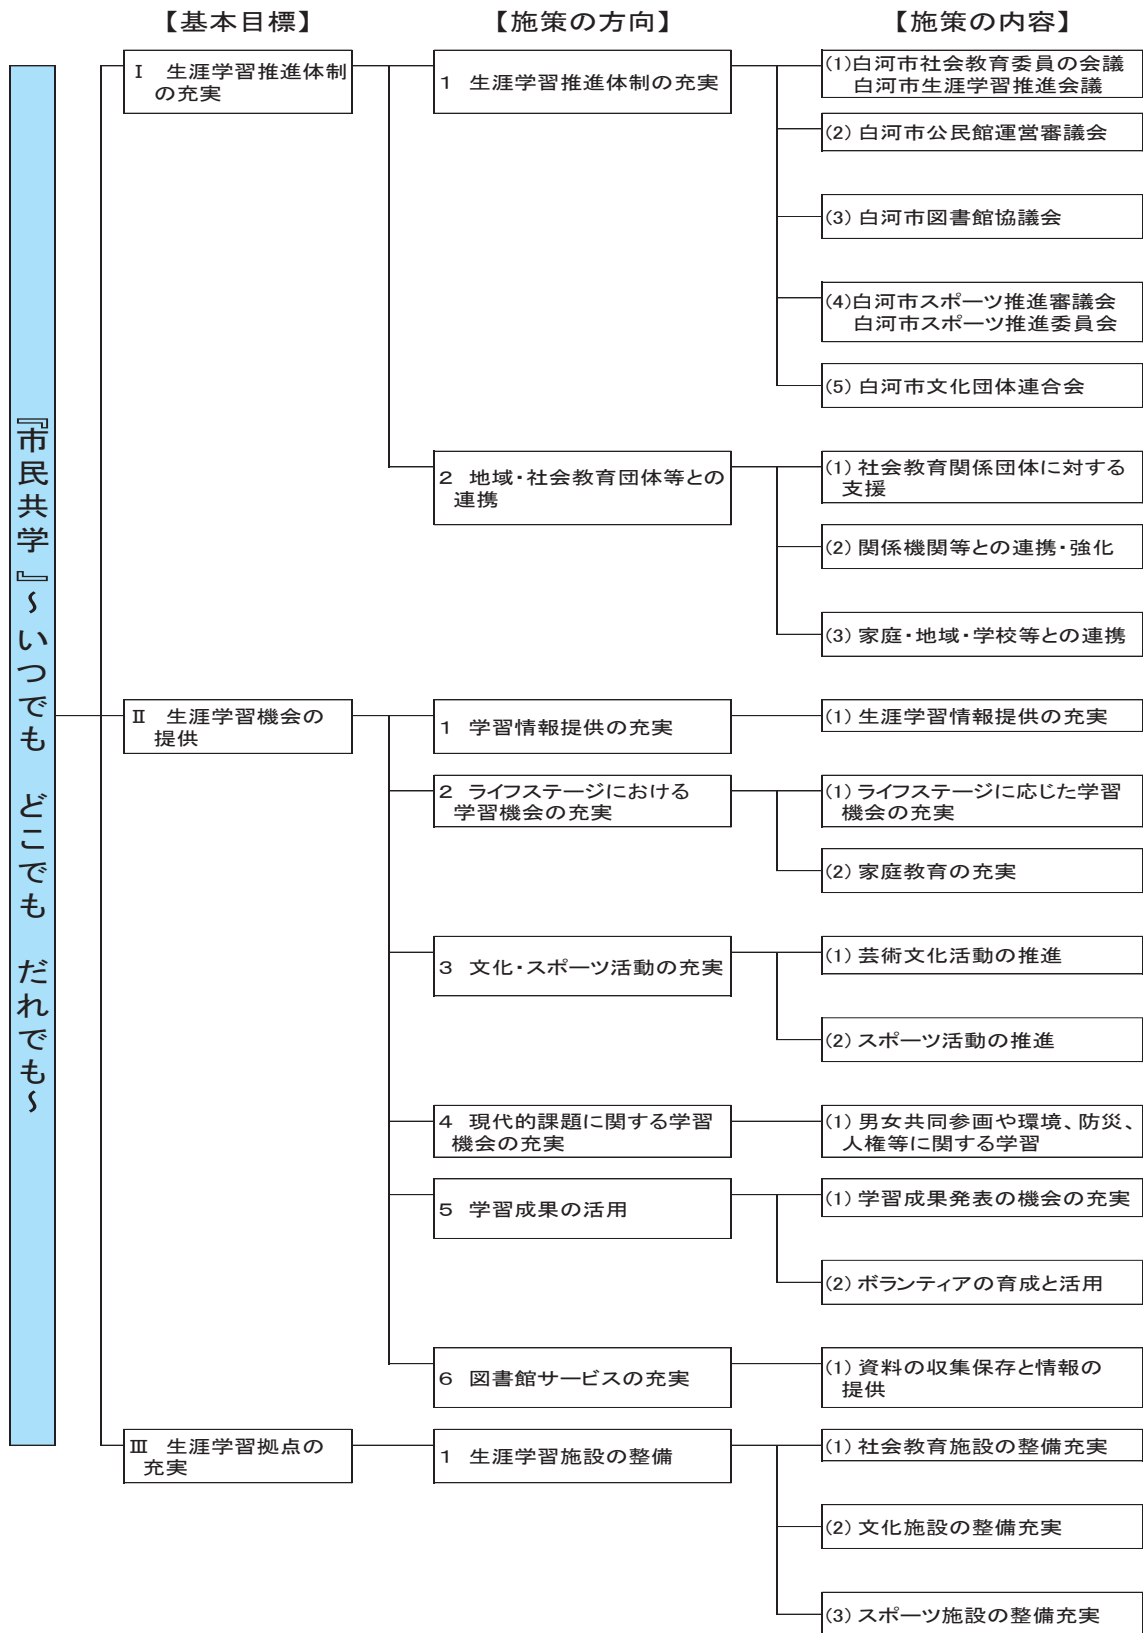 【基本目標】
【施策の方向】
【施策の内容】
『市民共学』~いつでも　どこでも　だれでも~
Ⅰ　生涯学習推進体制
の充実
1　生涯学習推進体制の充実
(1)白河市社会教育委員の会議
白河市生涯学習推進会議
(2) 白河市公民館運営審議会
(3) 白河市図書館協議会
(4)白河市スポーツ推進審議会
白河市スポーツ推進委員会
(5) 白河市文化団体連合会
2　地域・社会教育団体等との
連携
(1) 社会教育関係団体に対する
支援
(2) 関係機関等との連携・強化
(3) 家庭・地域・学校等との連携
Ⅱ　生涯学習機会の
提供
1　学習情報提供の充実
(1) 生涯学習情報提供の充実
2　ライフステージにおける
学習機会の充実
(1) ライフステージに応じた学習
機会の充実
(2) 家庭教育の充実
3　文化・スポーツ活動の充実
(1) 芸術文化活動の推進
(2) スポーツ活動の推進
4　現代的課題に関する学習
機会の充実
(1) 男女共同参画や環境、防災、
人権等に関する学習
5　学習成果の活用
(1) 学習成果発表の機会の充実
(2) ボランティアの育成と活用
6　図書館サービスの充実
(1) 資料の収集保存と情報の
提供
Ⅲ　生涯学習拠点の
充実
1　生涯学習施設の整備
(1) 社会教育施設の整備充実
(2) 文化施設の整備充実
(3) スポーツ施設の整備充実